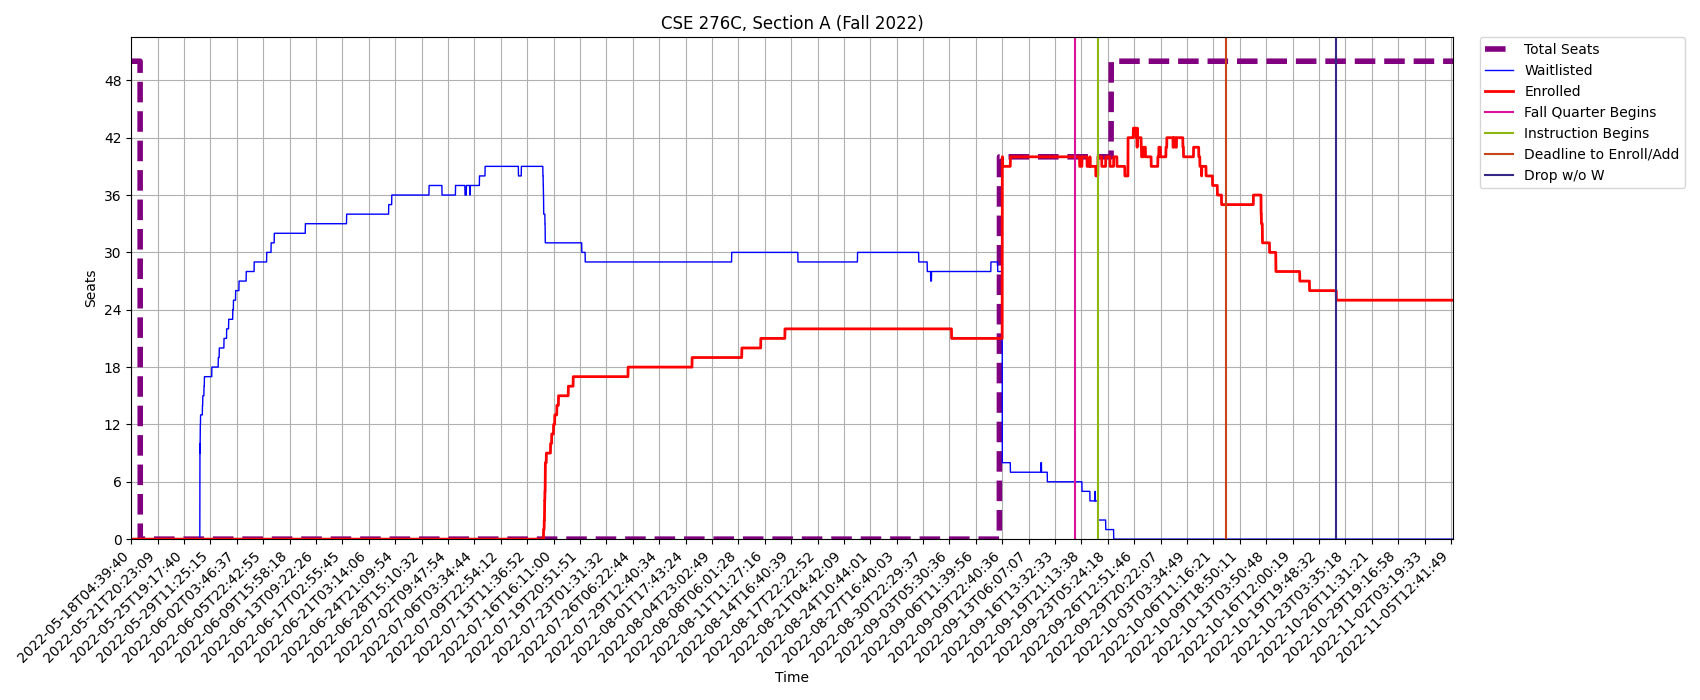 CSE 276C, Section A (Fall 2022)
Total Seats
Waitlisted
Enrolled
Fall Quarter Begins
Instruction Begins
Deadline to Enroll/Add
Drop w/o W
Seats
48
42
36
30
24
18
12
6
0
2022-05-18T04:39:40
2022-05-21T20:23:09
2022-05-25T19:17:40
2022-05-29T11:25:15
2022-06-02T03:46:37
2022-06-05T22:42:55
2022-06-09T15:58:18
2022-06-13T09:22:26
2022-06-17T02:55:45
2022-06-21T03:14:06
2022-06-24T21:09:54
2022-06-28T15:10:32
2022-07-02T09:47:54
2022-07-06T03:34:44
2022-07-09T22:54:12
2022-07-13T11:36:52
2022-07-16T16:11:00
2022-07-19T20:51:51
2022-07-23T01:31:32
2022-07-26T06:22:44
2022-07-29T12:40:34
2022-08-01T17:43:24
2022-08-04T23:02:49
2022-08-08T06:01:28
2022-08-11T11:27:16
2022-08-14T16:40:39
2022-08-17T22:22:52
2022-08-21T04:42:09
2022-08-24T10:44:01
2022-08-27T16:40:03
2022-08-30T22:29:37
2022-09-03T05:30:36
2022-09-06T11:39:56
2022-09-09T22:40:36
2022-09-13T06:07:07
2022-09-16T13:32:33
2022-09-19T21:13:38
2022-09-23T05:24:18
2022-09-26T12:51:46
2022-09-29T20:22:07
2022-10-03T03:34:49
2022-10-06T11:16:21
2022-10-09T18:50:11
2022-10-13T03:50:48
2022-10-16T12:00:19
2022-10-19T19:48:32
2022-10-23T03:35:18
2022-10-26T11:31:21
2022-10-29T19:16:58
2022-11-02T03:19:33
2022-11-05T12:41:49
Time